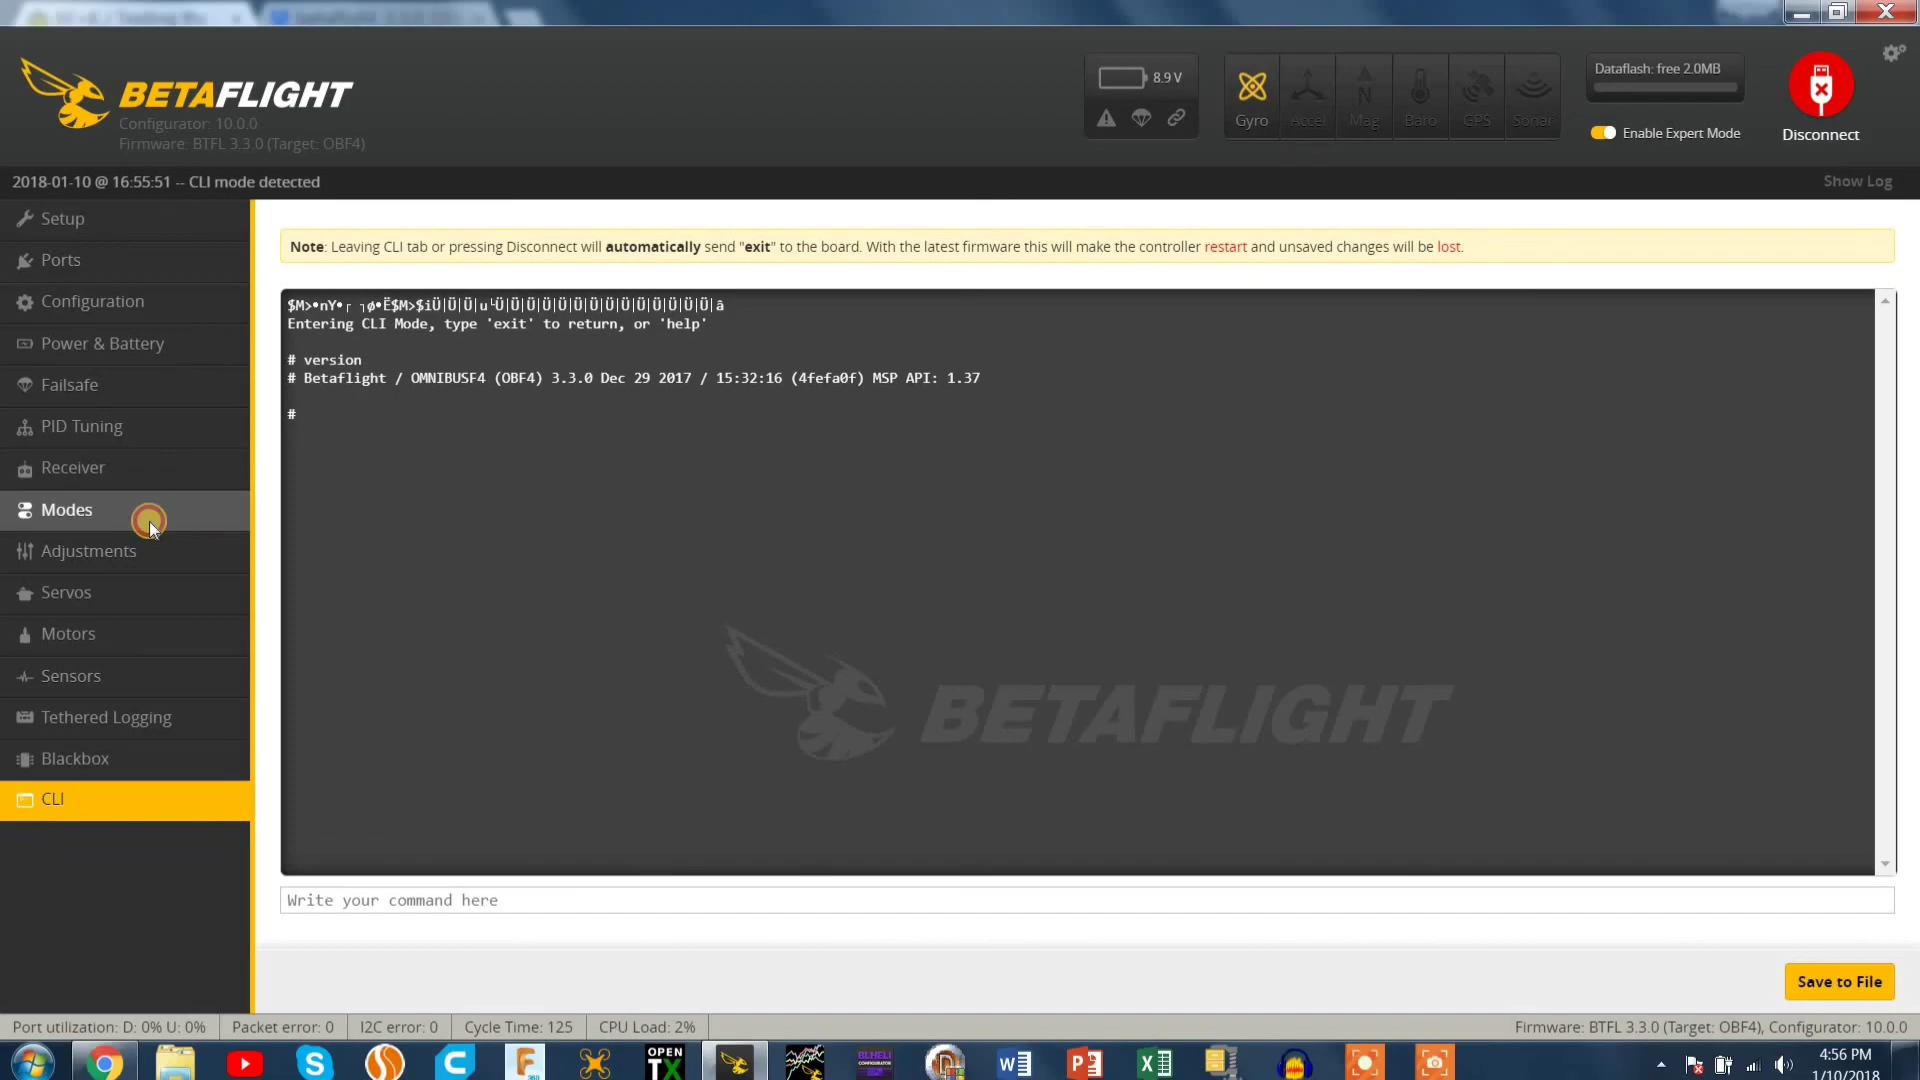 BETAFLIGHT
Configurator: 10.0.0
Firmware: BTFL 3.3.0 (Target: OBF4)
8.9 V
Gyro
Accel
Mag
Baro
GPS
Sonar
Dataflash: free 2.0MB
Enable Expert Mode
Disconnect
2018-01-10 @ 16:55:51 -- CLI mode detected
Show Log
Setup
Ports
Configuration
Power & Battery
Failsafe
PID Tuning
Receiver
Modes
Adjustments
Servos
Motors
Sensors
Tethered Logging
Blackbox
CLI
Note: Leaving CLI tab or pressing Disconnect will automatically send "exit" to the board. With the latest firmware this will make the controller restart and unsaved changes will be lost.
$M>•nY•┌ ┐ø•Ë$M>$iÜ|Ü|Ü|u└Ü|Ü|Ü|Ü|Ü|Ü|Ü|Ü|Ü|Ü|Ü|Ü|Ü|Ü|â
Entering CLI Mode, type 'exit' to return, or 'help'
# version
# Betaflight / OMNIBUSF4 (OBF4) 3.3.0 Dec 29 2017 / 15:32:16 (4fefa0f) MSP API: 1.37
#
BETAFLIGHT
Write your command here
Save to File
Port utilization: D: 0% U: 0%
Packet error: 0
I2C error: 0
Cycle Time: 125
CPU Load: 2%
Firmware: BTFL 3.3.0 (Target: OBF4), Configurator: 10.0.0
OPEN
TX
BLHELI
4:56 PM
1/10/2018